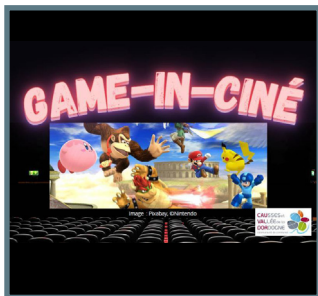 GAME-IN-CINÉ
image : Pixabay, ©Nintendo
CAUSSES et
VALLÉE de la
DORDOGNE